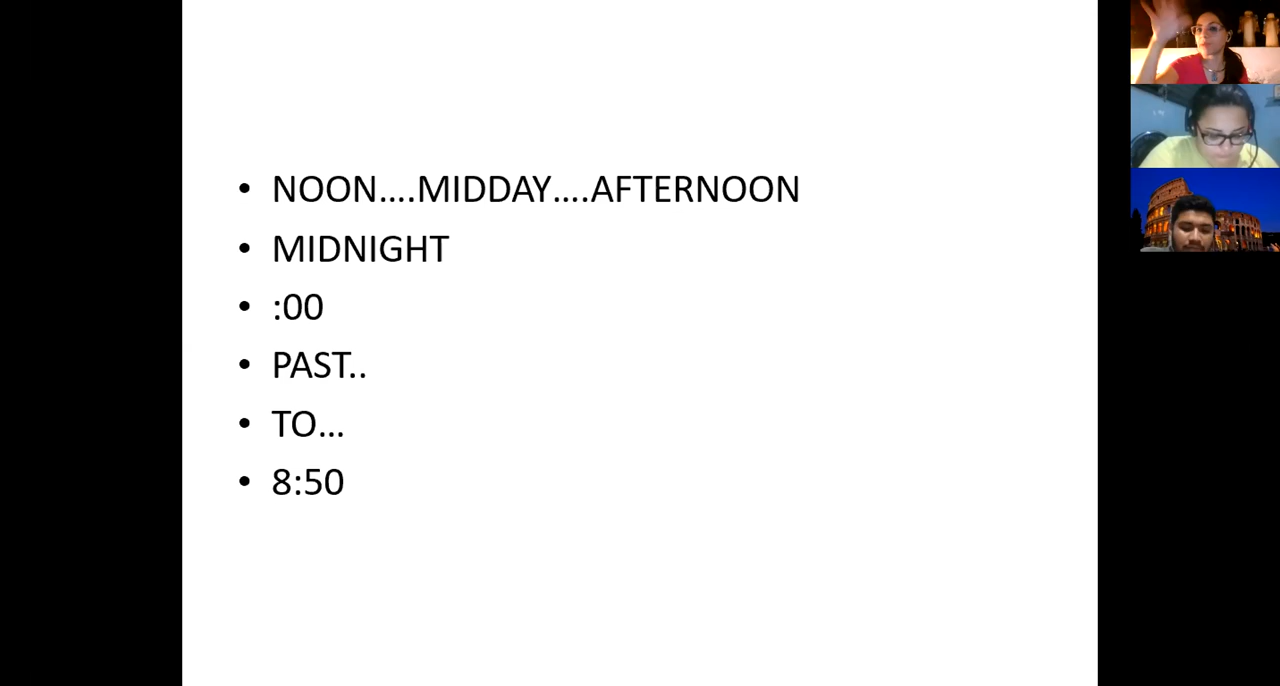 • NOON....MIDDAY....AFTERNOON
• MIDNIGHT
• :00
• PAST..
• TO...
• 8:50